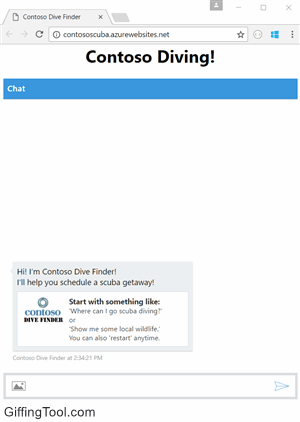 Contoso Dive Finder
contososcuba.azurewebsites.net
Contoso Diving!
Chat
Hi! I'm Contoso Dive Finder!
I'll help you schedule a scuba getaway!
contoso
DIVE FINDER
Start with something like:
'Where can I go scuba diving?'
or
'Show me some local wildlife.'
You can also 'restart' anytime.
Contoso Dive Finder at 2:34:21 PM
GiffingTool.com